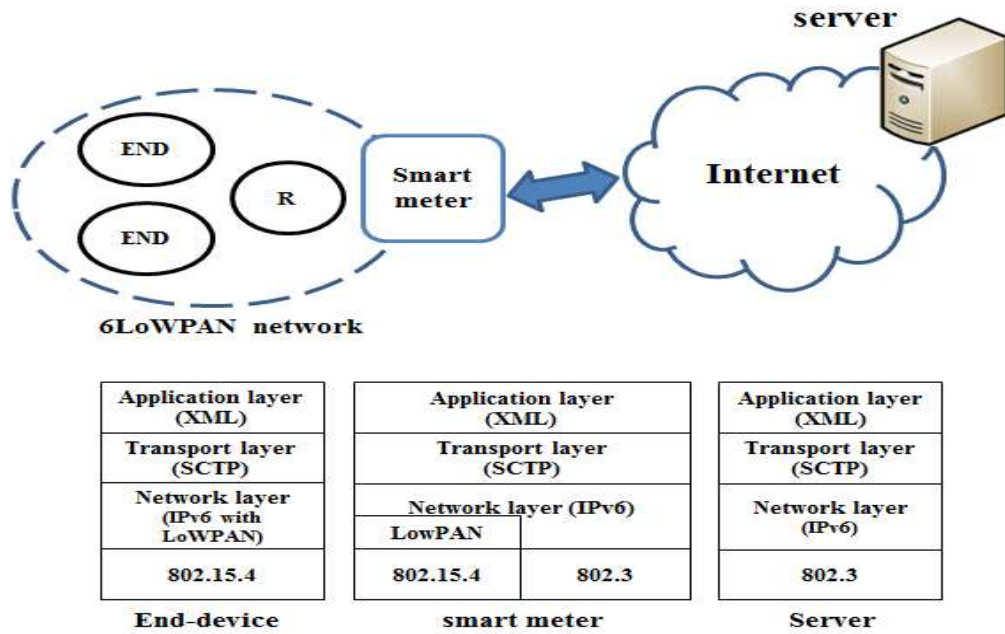 server
END
END
R
Smart
meter
Internet
6LoWPAN network
Application layer
(XML)
Transport layer
(SCTP)
Network layer
(IPv6 with
LoWPAN)
802.15.4
End-device
Application layer
(XML)
Transport layer
(SCTP)
Network layer (IPv6)
LowPAN
802.15.4
802.3
smart meter
Application layer
(XML)
Transport layer
(SCTP)
Network layer
(IPv6)
802.3
Server